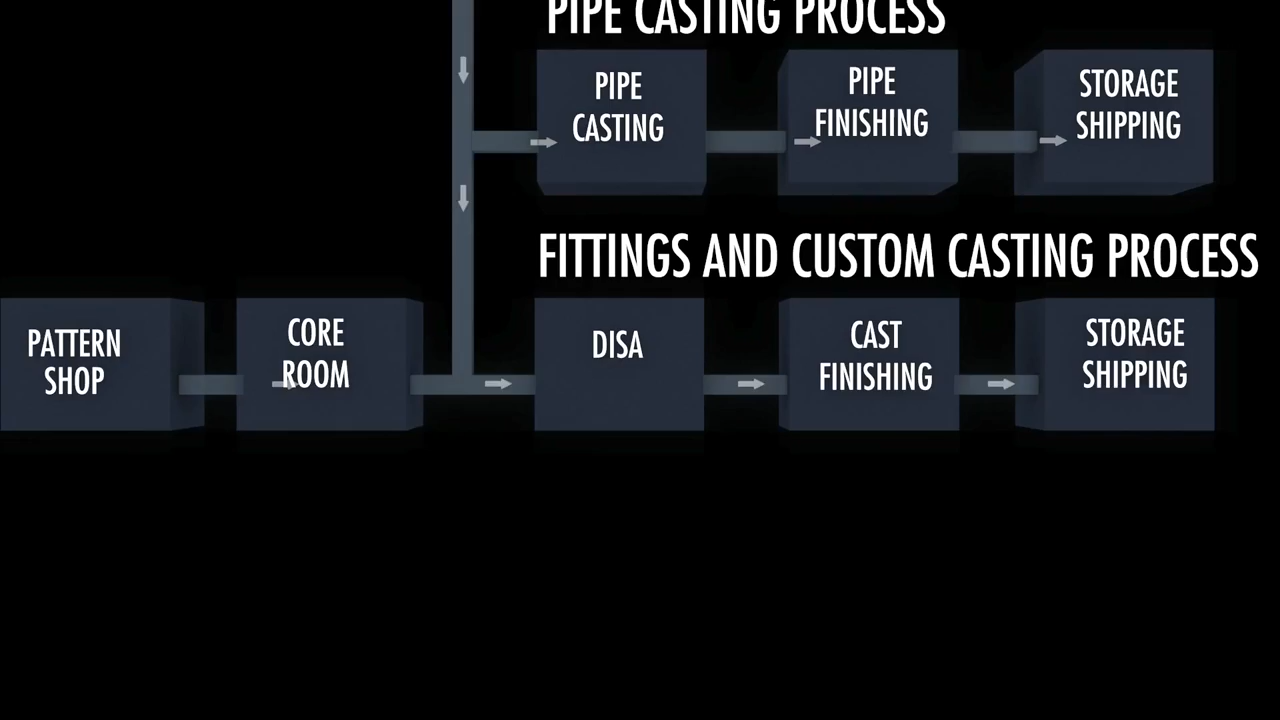 PIPE CASTING PROCESS
PIPE
CASTING
PIPE
FINISHING
STORAGE
SHIPPING
FITTINGS AND CUSTOM CASTING PROCESS
PATTERN
SHOP
CORE
ROOM
DISA
CAST
FINISHING
STORAGE
SHIPPING